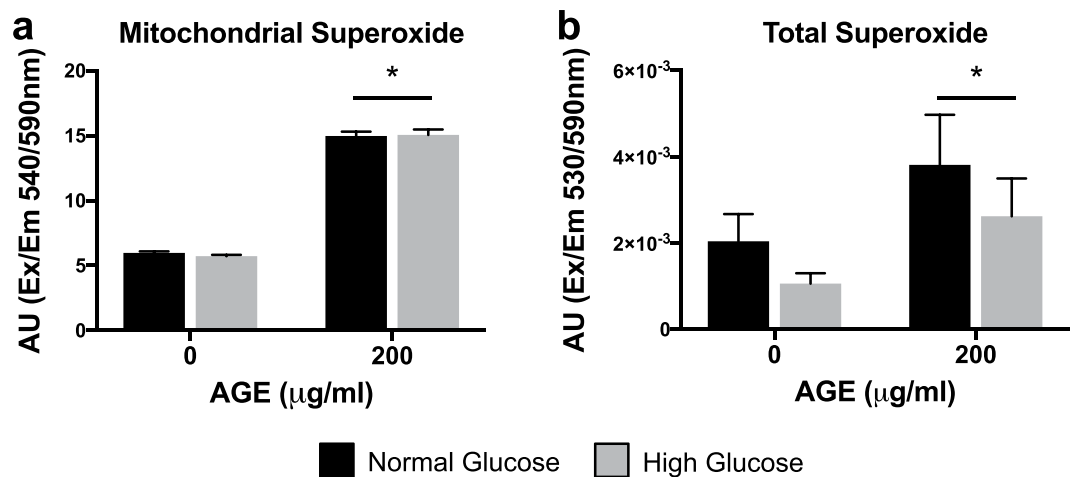 a
Mitochondrial Superoxide
AU (Ex/Em 540/590nm)
20
15
10
5
0
*
0
200
AGE (μg/ml)
b
Total Superoxide
AU (Ex/Em 530/590nm)
6×10⁻³
4×10⁻³
2×10⁻³
0
*
0
200
AGE (μg/ml)
Normal Glucose
High Glucose